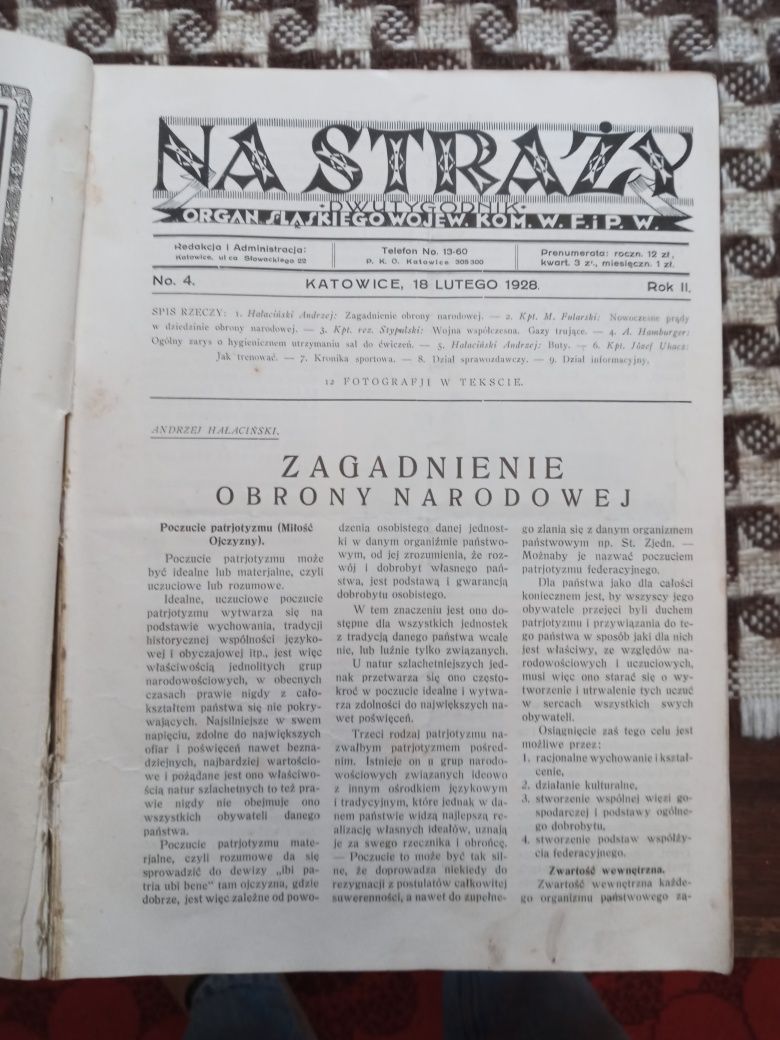 NA STRAŻY
DWUTYGODNIK
ORGAN ŚLĄSKIEGO WOJEW. KOM. W. F. i P. W.
Redakcja i Administracja:
Katowice, ulica Słowackiego 22
Telefon No. 13-60
P. K. O. Katowice 305300
Prenumerata: roczn. 12 zł,
kwart. 3 zł., miesięczn. 1 zł.
No. 4.
KATOWICE, 18 LUTEGO 1928.
Rok II.
SPIS RZECZY: 1. Hałaciński Andrzej: Zagadnienie obrony narodowej. — 2. Kpt. M. Fularski: Nowoczesne prądy
w dziedzinie obrony narodowej. — 3. Kpt. rez. Stypulski: Wojna współczesna. Gazy trujące. — 4. A. Hamburger:
Ogólny zarys o hygienicznem utrzymaniu sal do ćwiczeń. — 5. Hałaciński Andrzej: Buty. — 6. Kpt. Józef Ukacz:
Jak trenować. — 7. Kronika sportowa. — 8. Dział sprawozdawczy. — 9. Dział informacyjny.
12 FOTOGRAFJI W TEKSCIE.
ANDRZEJ HAŁACIŃSKI.
ZAGADNIENIE
OBRONY NARODOWEJ
Poczucie patrjotyzmu (Miłość
Ojczyzny).
Poczucie patrjotyzmu może
być idealne lub materjalne, czyli
uczuciowe lub rozumowe.
Idealne, uczuciowe poczucie
patrjotyzmu wytwarza się na
podstawie wychowania, tradycji
historycznej wspólności językо-
wej i obyczajowej itp., jest więc
właściwością jednolitych grup
narodowościowych, w obecnych
czasach prawie nigdy z cało-
kształtem państwa się nie pokry-
wających. Najsilniejsze w swem
napięciu, zdolne do największych
ofiar i poświęceń nawet bezna-
dziejnych, najbardziej wartościo-
we i pożądane jest ono właściwo-
ścią natur szlachetnych to też pra-
wie nigdy nie obejmuje ono
wszystkich obywateli danego
państwa.
Poczucie patrjotyzmu mate-
rjalne, czyli rozumowe da się
sprowadzić do dewizy „ibi pa-
tria ubi bene" tam ojczyzna, gdzie
dobrze, jest więc zależne od powo-
dzenia osobistego danej jednost-
ki w danym organiźmie państwo-
wym, od jej zrozumienia, że roz-
wój i dobrobyt własnego pań-
stwa, jest podstawą i gwarancją
dobrobytu osobistego.
W tem znaczeniu jest ono do-
stępne dla wszystkich jednostek
z tradycją danego państwa wcale
nie, lub luźnie tylko związanych.
U natur szlachetniejszych jed-
nak przetwarza się ono często-
kroć w poczucie idealne i wytwa-
rza zdolności do największych na-
wet poświęceń.
Trzeci rodzaj patrjotyzmu na-
zwałbym patrjotyzmem pośred-
nim. Istnieje on u grup narodo-
wościowych związanych ideowo
z innym ośrodkiem językowym
i tradycyjnym, które jednak w da-
nem państwie widzą najlepszą re-
alizację własnych ideałów, uznają
je za swego rzecznika i obrońcę.
— Poczucie to może być tak sil-
ne, że doprowadza niekiedy do
rezygnacji z postulatów całkowitej
suwerenności, a nawet do zupełne-
go zlania się z danym organizmem
państwowym np. St. Zjedn. —
Możnaby je nazwać poczuciem
patrjotyzmu federacyjnego.
Dla państwa jako dla całości
koniecznem jest, by wszyscy jego
obywatele przejęci byli duchem
patrjotyzmu i przywiązania do te-
go państwa w sposób jaki dla nich
jest właściwy, ze względów na-
rodowościowych i uczuciowych,
musi więc ono starać się o wy-
tworzenie i utrwalenie tych uczuć
w sercach wszystkich swych
obywateli.
Osiągnięcie zaś tego celu jest
możliwe przez:
1. racjonalne wychowanie i kształ-
cenie,
2. działanie kulturalne,
3. stworzenie wspólnej więzi go-
spodarczej i podstawy ogólne-
go dobrobytu,
4. stworzenie podstaw współży-
cia federacyjnego.
Zwartość wewnętrzna.
Zwartość wewnętrzna każde-
go organizmu państwowego za-